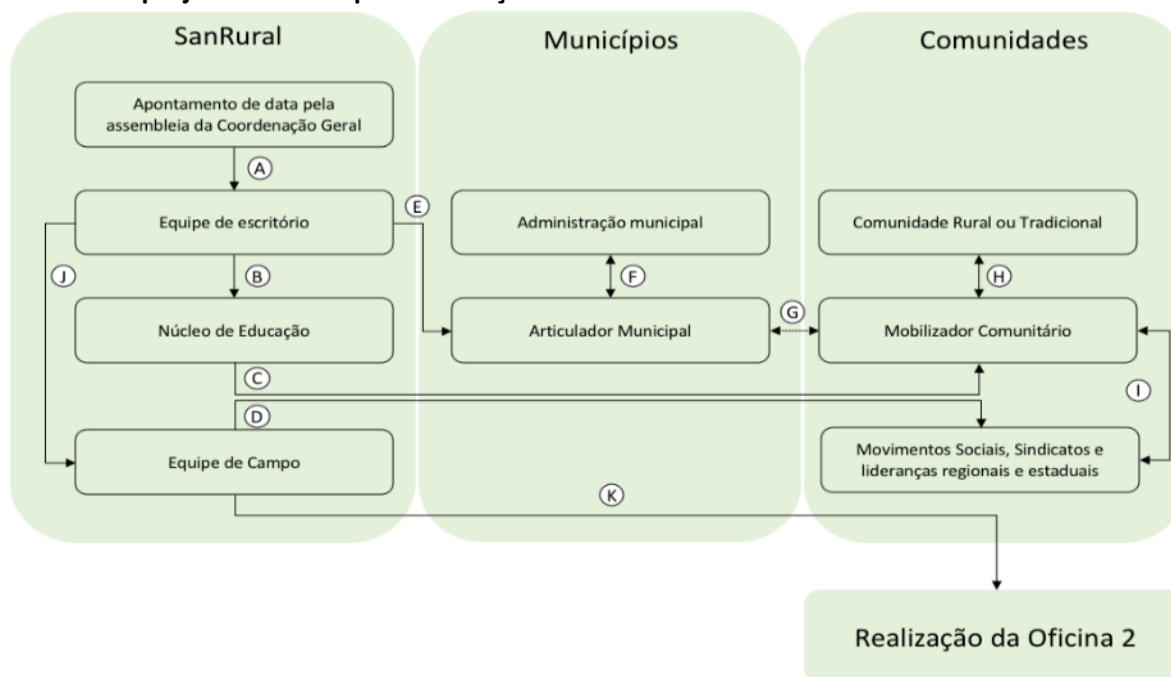 SanRural
Municípios
Comunidades
Apontamento de data pela
assembleia da Coordenação Geral
A
Equipe de escritório
E
Administração municipal
Comunidade Rural ou Tradicional
J
B
F
H
Núcleo de Educação
Articulador Municipal
G
Mobilizador Comunitário
C
I
D
Equipe de Campo
Movimentos Sociais, Sindicatos e
lideranças regionais e estaduais
K
Realização da Oficina 2